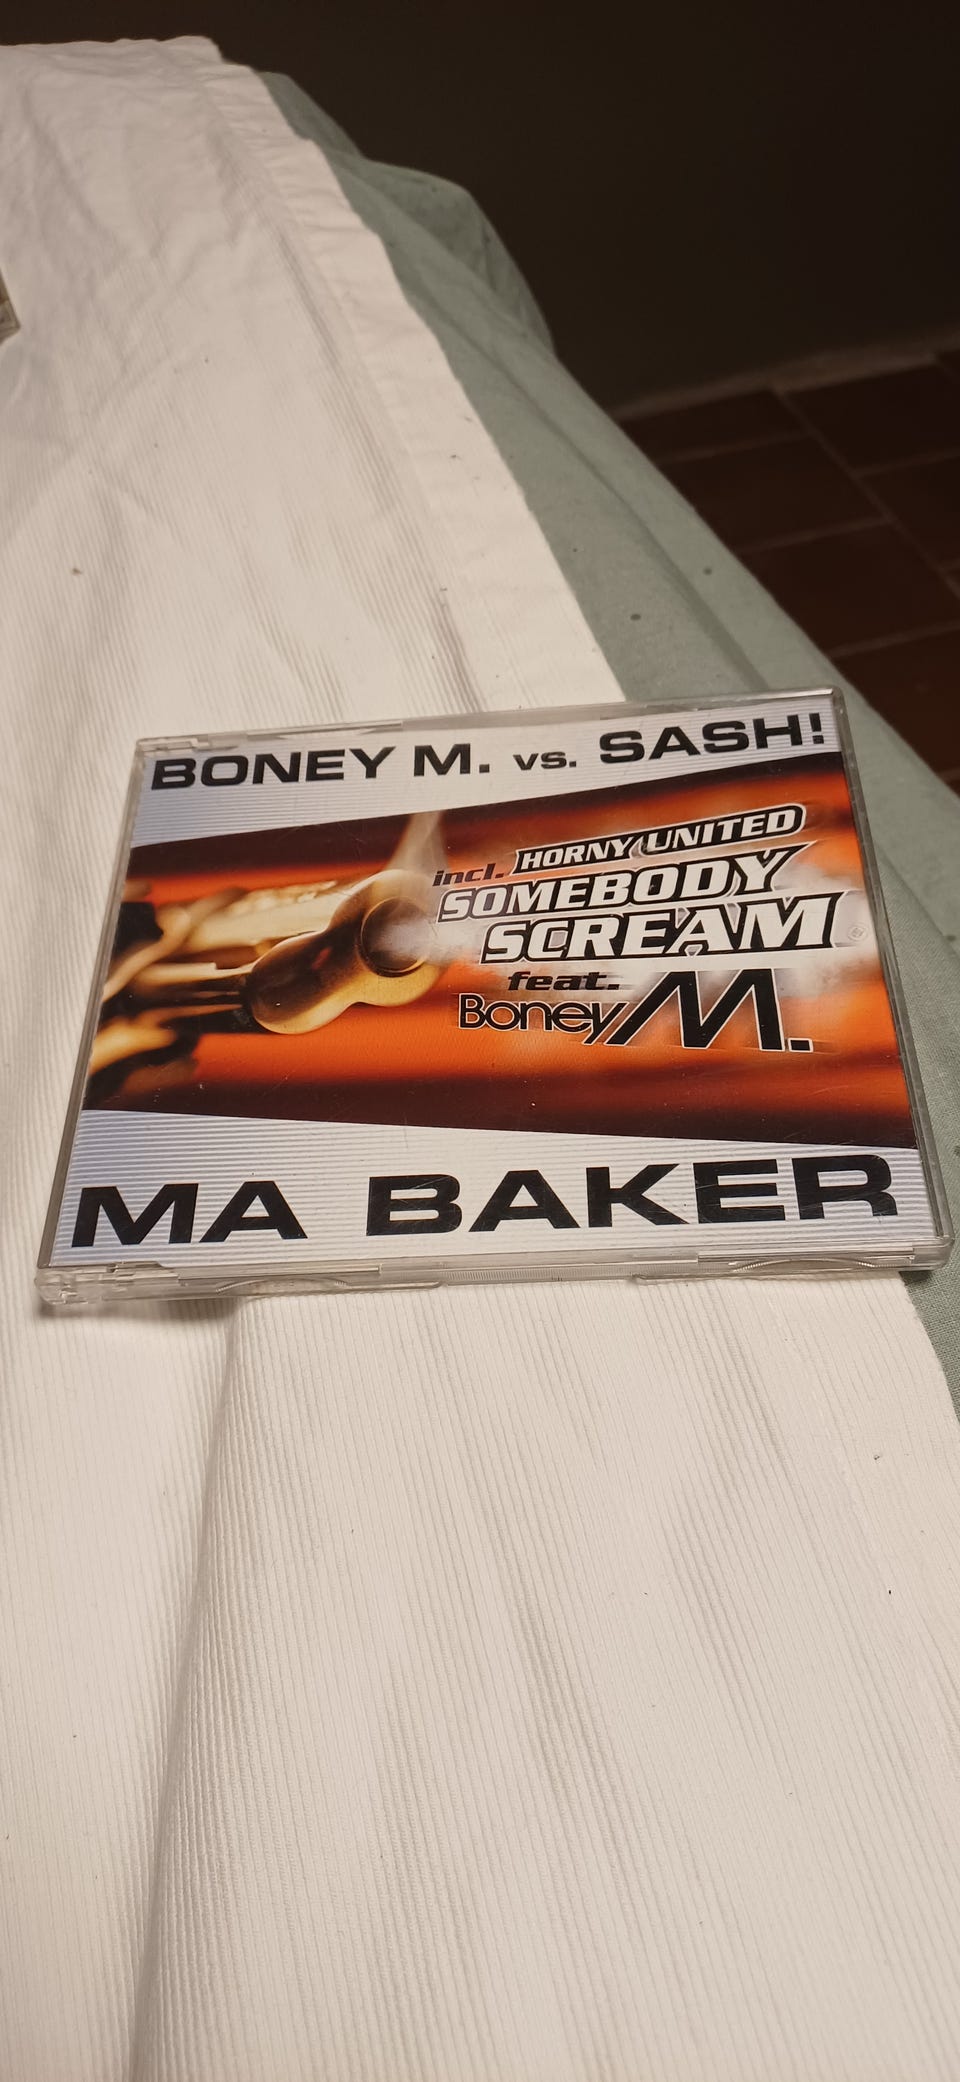 BONEY M. vs. SASH!
incl. HORNY UNITED
SOMEBODY
SCREAM
feat.
Boney M.
MA BAKER